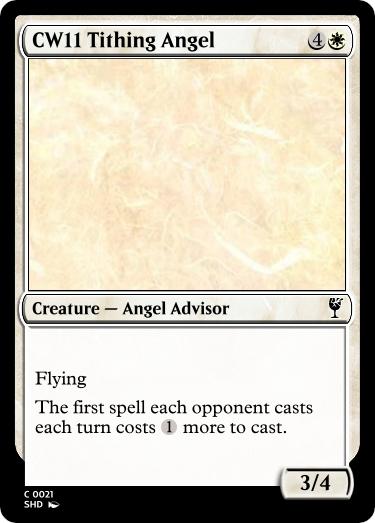 CW11 Tithing Angel 4
Creature — Angel Advisor
Flying
The first spell each opponent casts
each turn costs 1 more to cast.
3/4
C 0021
SHD